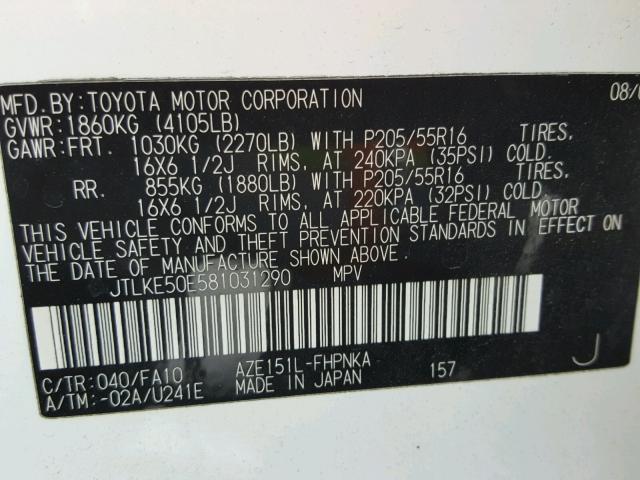 MFD.BY:TOYOTA MOTOR CORPORATION 08/
GVWR:1860KG (4105LB)
GAWR:FRT. 1030KG (2270LB) WITH P205/55R16 TIRES,
16X6 1/2J RIMS, AT 240KPA (35PSI) COLD.
RR. 855KG (1880LB) WITH P205/55R16 TIRES,
16X6 1/2J RIMS, AT 220KPA (32PSI) COLD.
THIS VEHICLE CONFORMS TO ALL APPLICABLE FEDERAL MOTOR
VEHICLE SAFETY AND THEFT PREVENTION STANDARDS IN EFFECT ON
THE DATE OF MANUFACTURE SHOWN ABOVE.
JTLKE50E581031290 MPV
C/TR:040/FA10 AZE151L-FHPNKA 157 J
A/TM:-02A/U241E MADE IN JAPAN